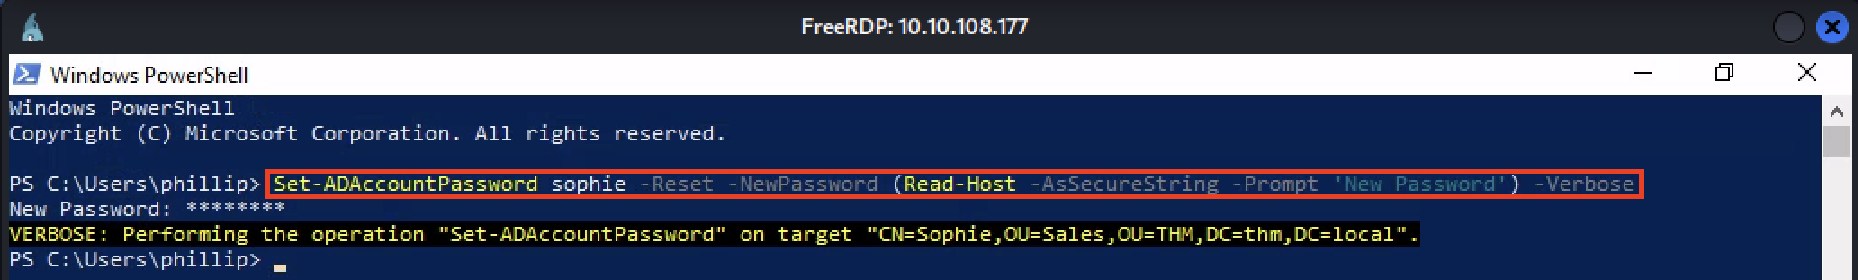 FreeRDP: 10.10.108.177
Windows PowerShell
Windows PowerShell
Copyright (C) Microsoft Corporation. All rights reserved.
PS C:\Users\phillip> Set-ADAccountPassword sophie -Reset -NewPassword (Read-Host -AsSecureString -Prompt 'New Password') -Verbose
New Password: ********
VERBOSE: Performing the operation "Set-ADAccountPassword" on target "CN=Sophie,OU=Sales,OU=THM,DC=thm,DC=local".
PS C:\Users\phillip>